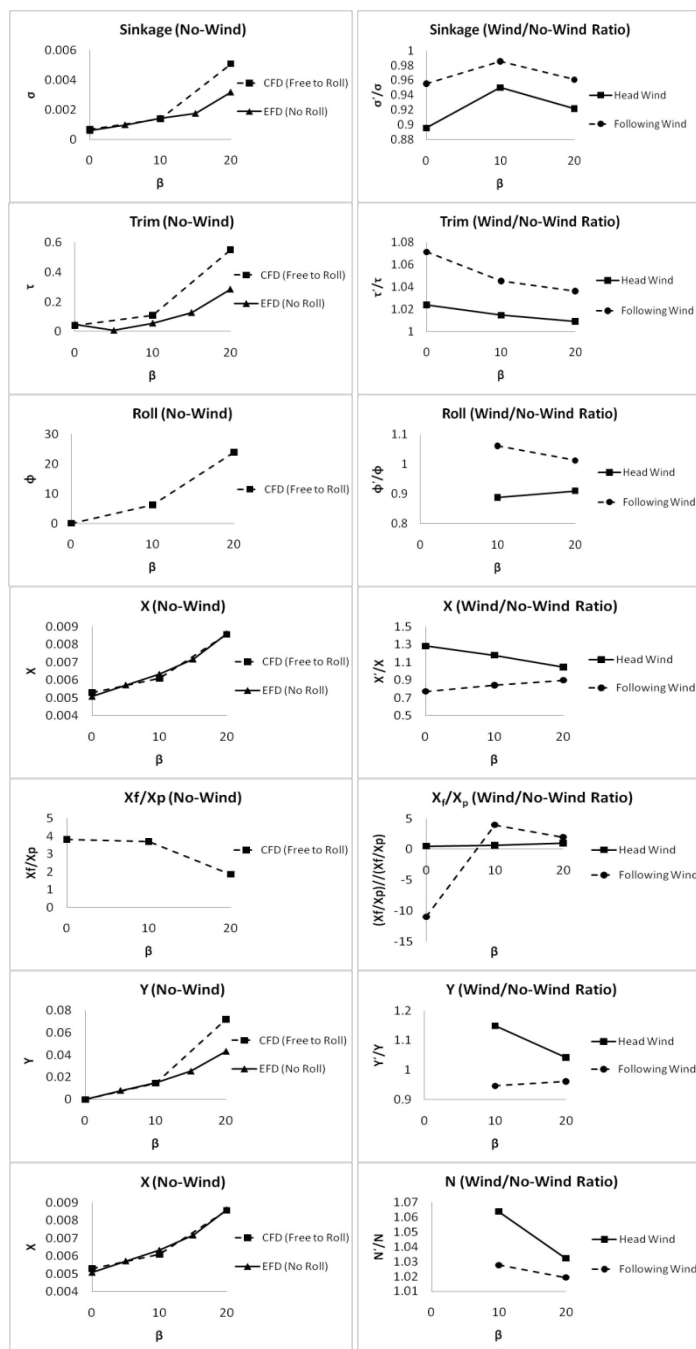 Sinkage (No-Wind)
0.006
0.004
0.002
0
σ
0 10 20
β
CFD (Free to Roll)
EFD (No Roll)
Sinkage (Wind/No-Wind Ratio)
1
0.98
0.96
0.94
0.92
0.9
0.88
σ'/σ
0 10 20
β
Head Wind
Following Wind
Trim (No-Wind)
0.6
0.4
0.2
0
τ
0 10 20
β
CFD (Free to Roll)
EFD (No Roll)
Trim (Wind/No-Wind Ratio)
1.08
1.06
1.04
1.02
1
τ'/τ
0 10 20
β
Head Wind
Following Wind
Roll (No-Wind)
30
20
10
0
ϕ
0 10 20
β
CFD (Free to Roll)
Roll (Wind/No-Wind Ratio)
1.1
1
0.9
0.8
ϕ'/ϕ
0 10 20
β
Head Wind
Following Wind
X (No-Wind)
0.009
0.008
0.007
0.006
0.005
0.004
X
0 10 20
β
CFD (Free to Roll)
EFD (No Roll)
X (Wind/No-Wind Ratio)
1.5
1.3
1.1
0.9
0.7
0.5
X'/X
0 10 20
β
Head Wind
Following Wind
Xf/Xp (No-Wind)
5
4
3
2
1
0
Xf/Xp
0 10 20
β
CFD (Free to Roll)
Xf/Xp (Wind/No-Wind Ratio)
5
0
-5
-10
-15
(Xf/Xp)'/(Xf/Xp)
0 10 20
β
Head Wind
Following Wind
Y (No-Wind)
0.08
0.06
0.04
0.02
0
Y
0 10 20
β
CFD (Free to Roll)
EFD (No Roll)
Y (Wind/No-Wind Ratio)
1.2
1.1
1
0.9
Y'/Y
0 10 20
β
Head Wind
Following Wind
X (No-Wind)
0.009
0.008
0.007
0.006
0.005
0.004
X
0 10 20
β
CFD (Free to Roll)
EFD (No Roll)
N (Wind/No-Wind Ratio)
1.07
1.06
1.05
1.04
1.03
1.02
1.01
N'/N
0 10 20
β
Head Wind
Following Wind